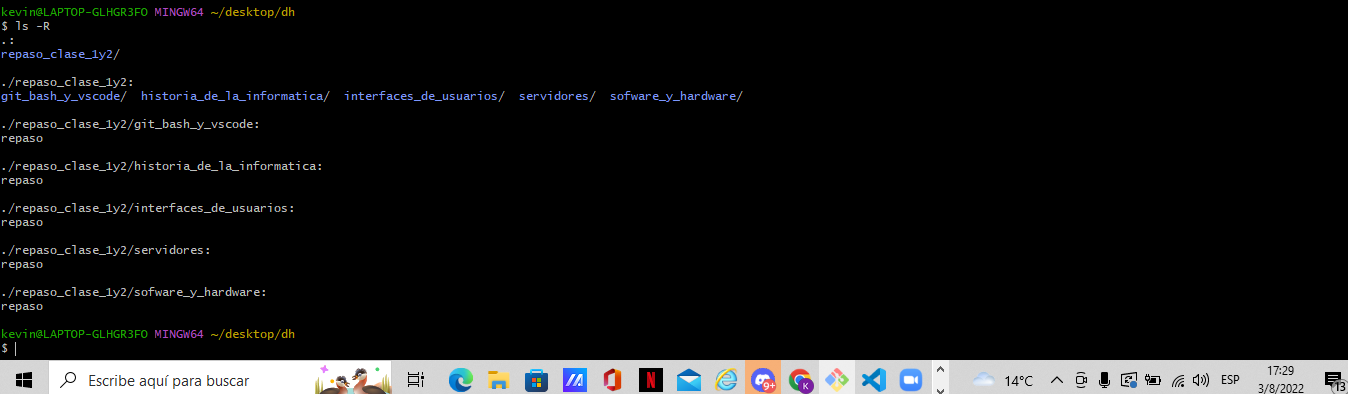 kevin@LAPTOP-GLHGR3FO MINGW64 ~/desktop/dh
$ ls -R
.:
repaso_clase_1y2/

./repaso_clase_1y2:
git_bash_y_vscode/  historia_de_la_informatica/  interfaces_de_usuarios/  servidores/  sofware_y_hardware/

./repaso_clase_1y2/git_bash_y_vscode:
repaso

./repaso_clase_1y2/historia_de_la_informatica:
repaso

./repaso_clase_1y2/interfaces_de_usuarios:
repaso

./repaso_clase_1y2/servidores:
repaso

./repaso_clase_1y2/sofware_y_hardware:
repaso

kevin@LAPTOP-GLHGR3FO MINGW64 ~/desktop/dh
$
Escribe aquí para buscar
9+
K
14°C
ESP
17:29
3/8/2022
13